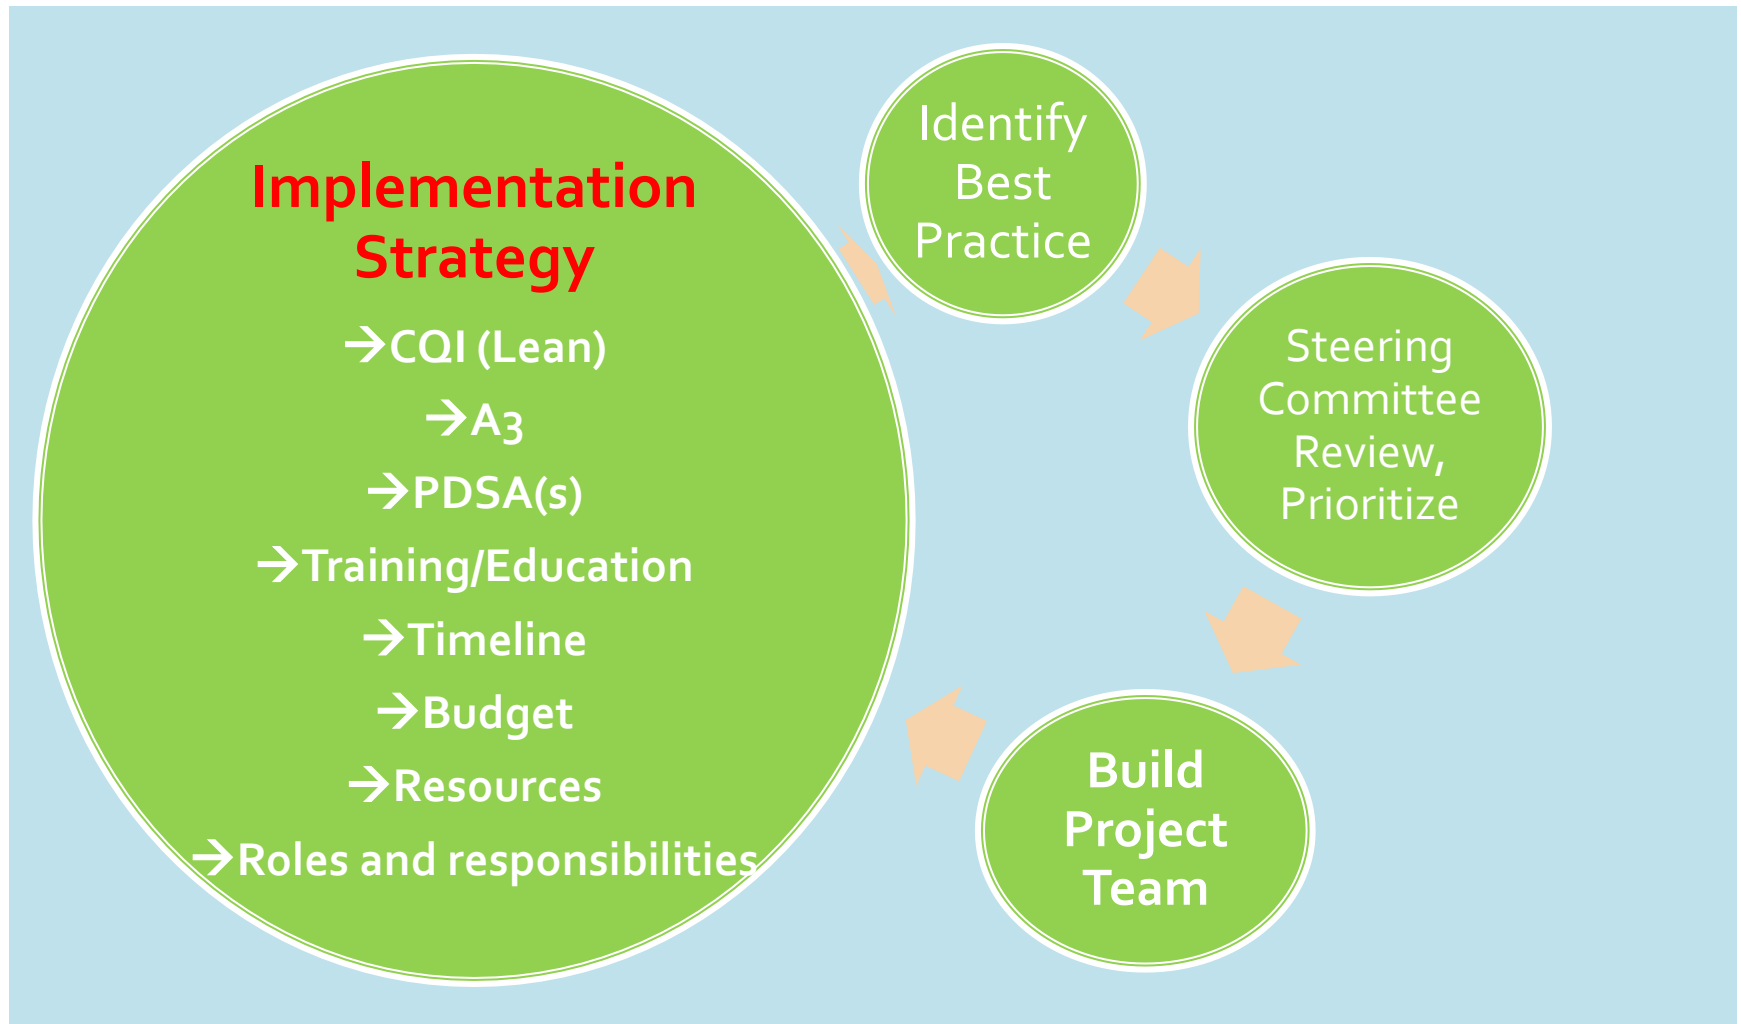 Implementation
Strategy
→CQI (Lean)
→A3
→PDSA(s)
→Training/Education
→Timeline
→Budget
→Resources
→Roles and responsibilities
Identify
Best
Practice
Steering
Committee
Review,
Prioritize
Build
Project
Team